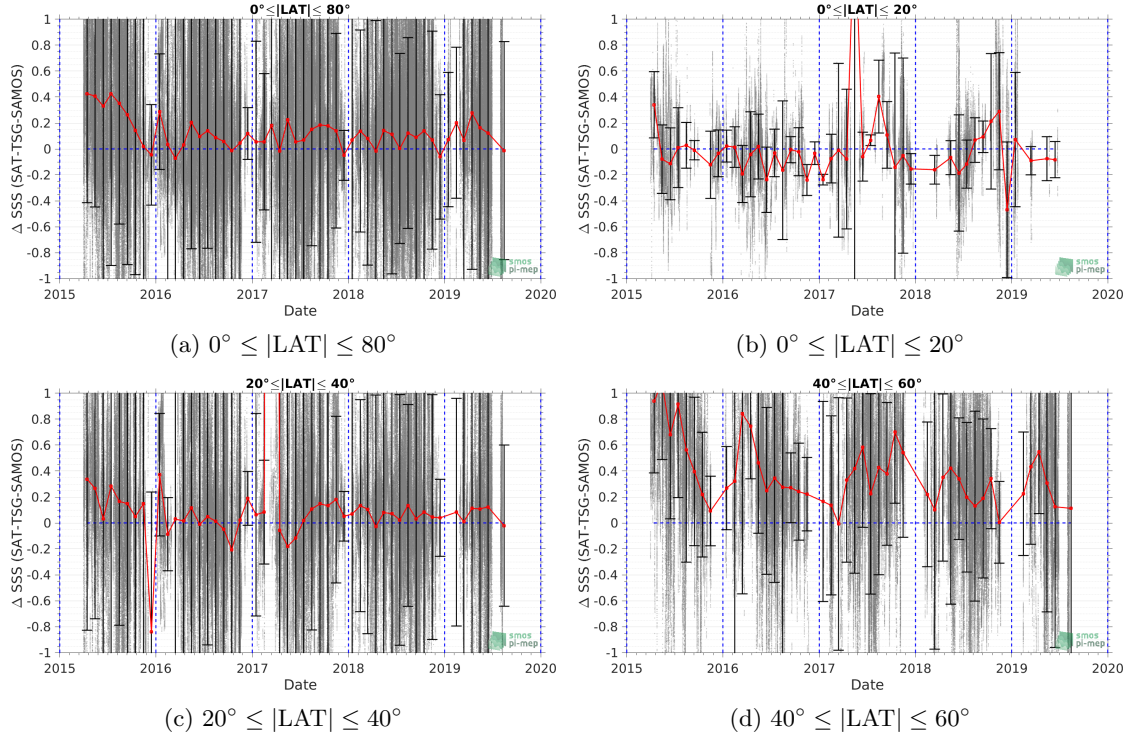 0°≤|LAT|≤ 80°
Δ SSS (SAT-TSG-SAMOS)
1
0.8
0.6
0.4
0.2
0
-0.2
-0.4
-0.6
-0.8
-1
2015 2016 2017 2018 2019 2020
Date
smos
pi-mep
(a) 0° ≤ |LAT| ≤ 80°
0°≤|LAT|≤ 20°
Δ SSS (SAT-TSG-SAMOS)
1
0.8
0.6
0.4
0.2
0
-0.2
-0.4
-0.6
-0.8
-1
2015 2016 2017 2018 2019 2020
Date
smos
pi-mep
(b) 0° ≤ |LAT| ≤ 20°
20°≤|LAT|≤ 40°
Δ SSS (SAT-TSG-SAMOS)
1
0.8
0.6
0.4
0.2
0
-0.2
-0.4
-0.6
-0.8
-1
2015 2016 2017 2018 2019 2020
Date
smos
pi-mep
(c) 20° ≤ |LAT| ≤ 40°
40°≤|LAT|≤ 60°
Δ SSS (SAT-TSG-SAMOS)
1
0.8
0.6
0.4
0.2
0
-0.2
-0.4
-0.6
-0.8
-1
2015 2016 2017 2018 2019 2020
Date
smos
pi-mep
(d) 40° ≤ |LAT| ≤ 60°